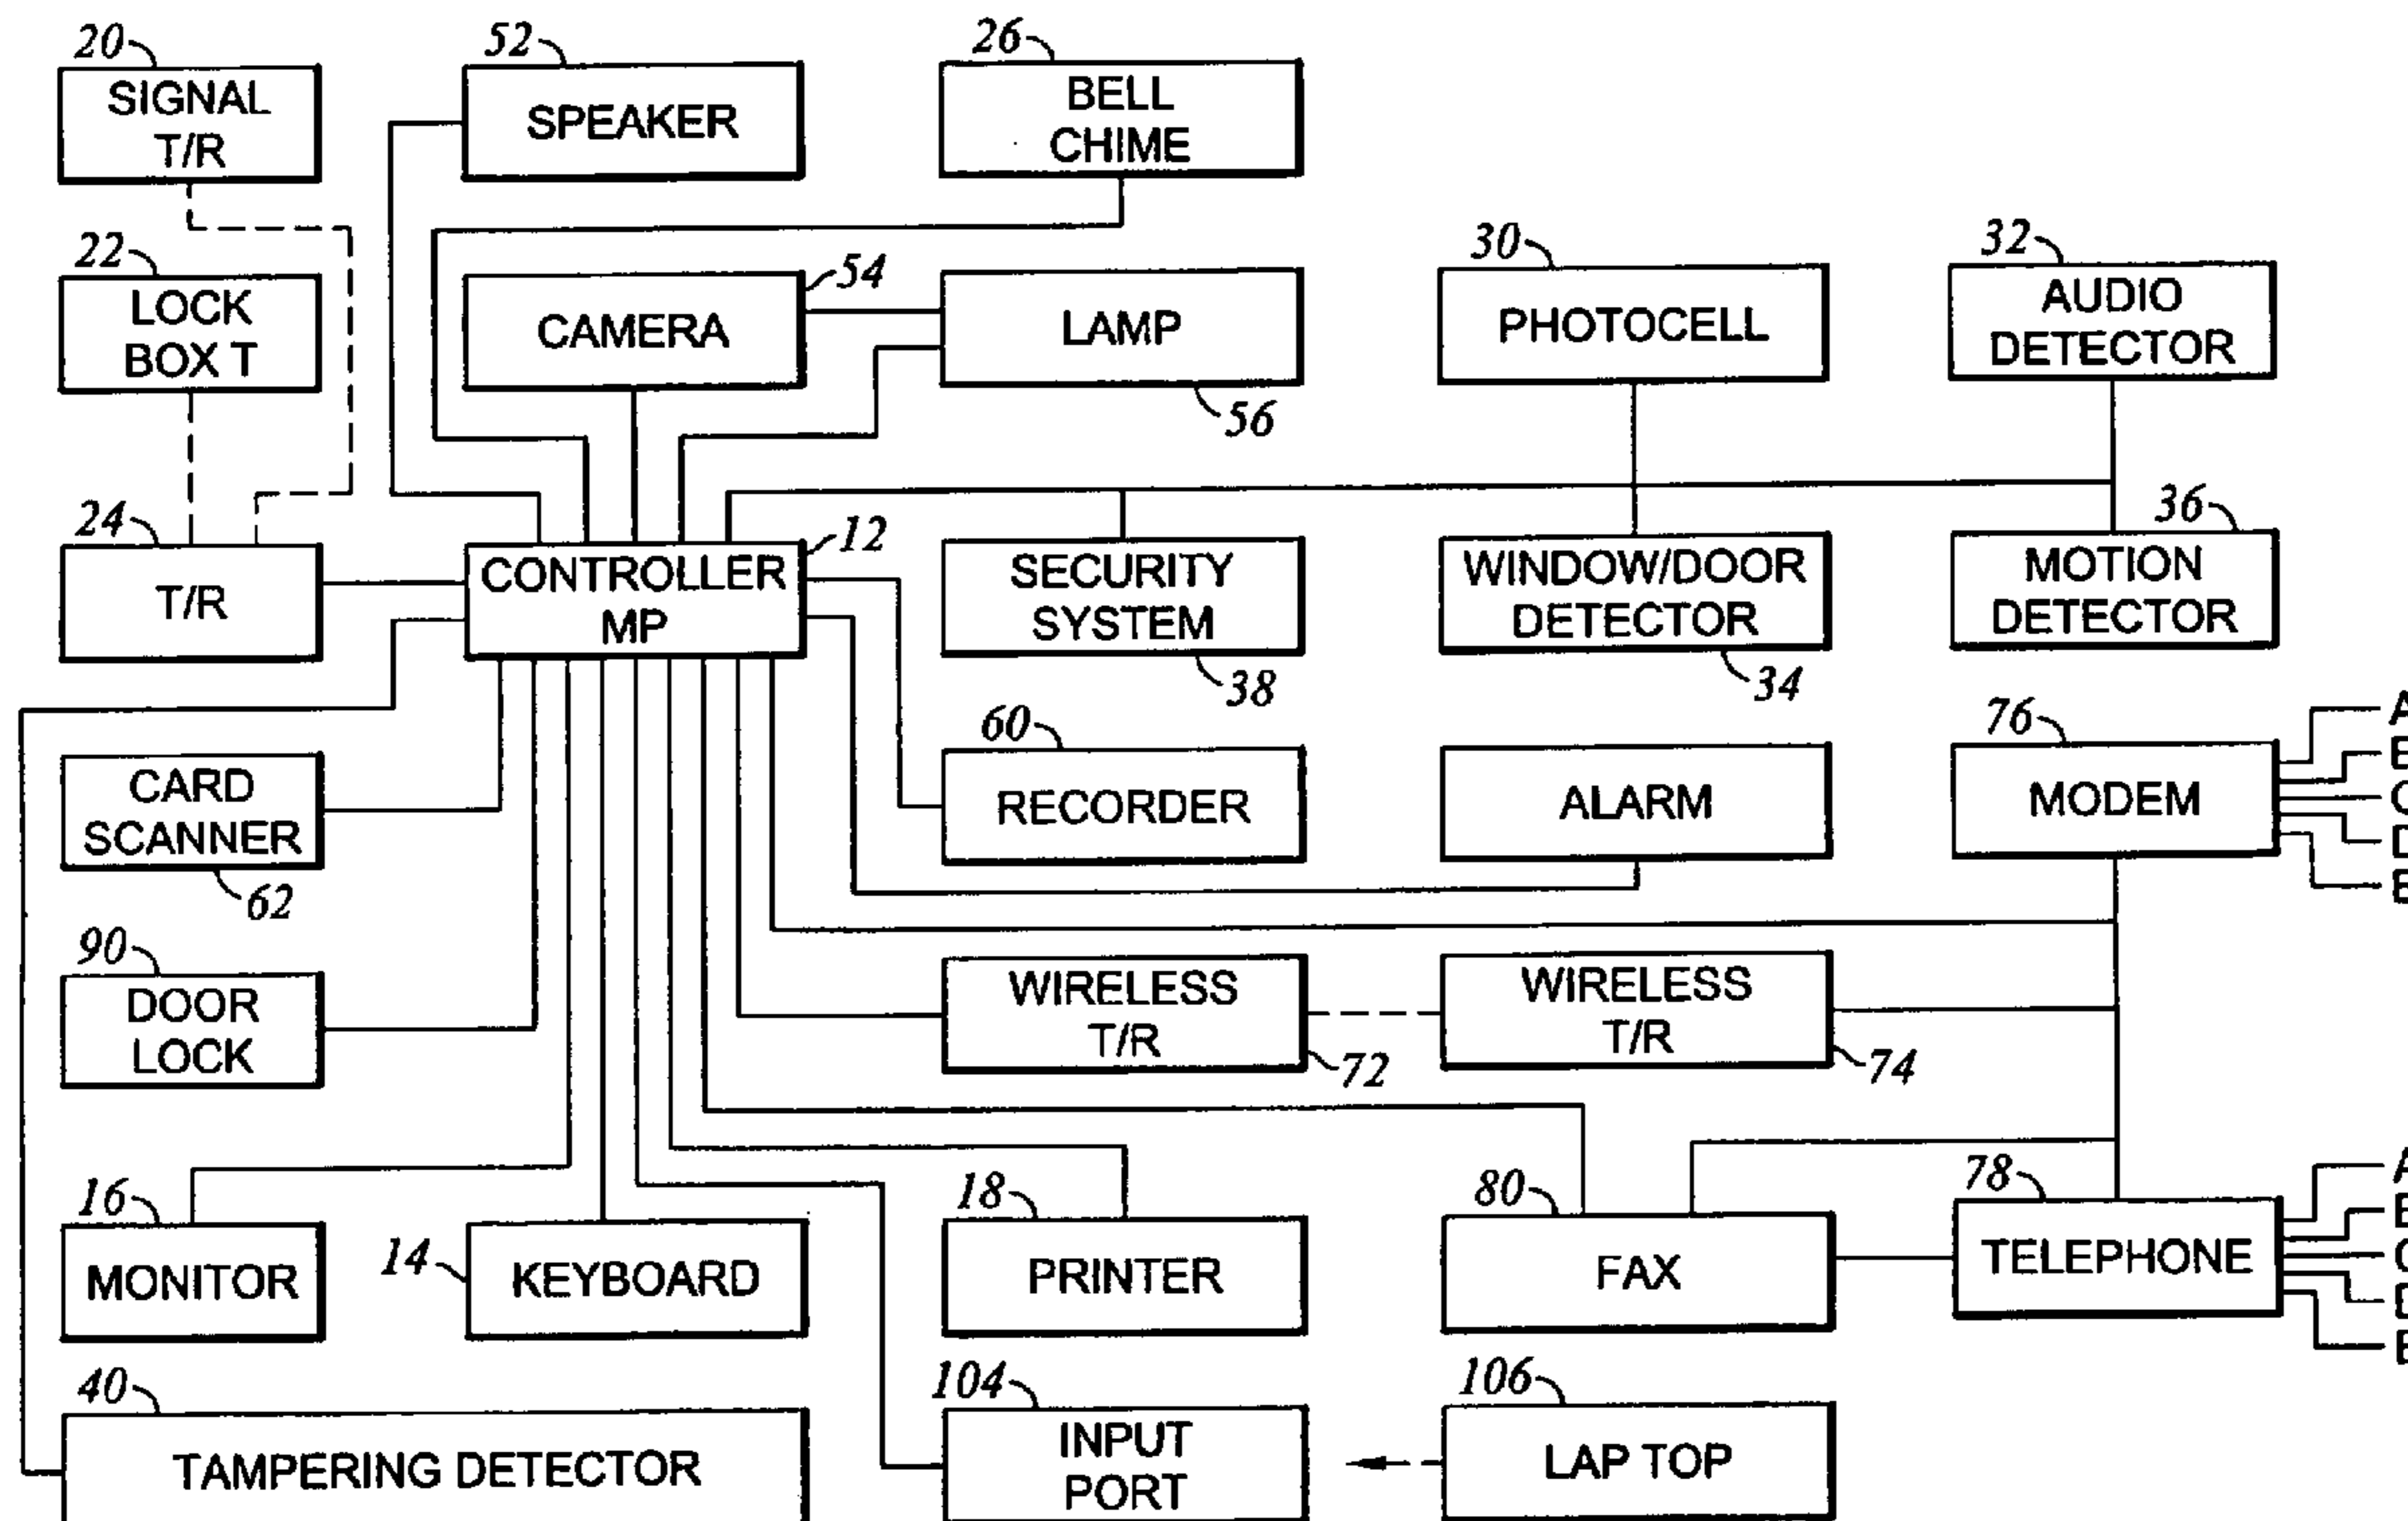 20
SIGNAL
T/R
52
SPEAKER
26
BELL
CHIME
22
LOCK
BOX T
CAMERA
54
LAMP
56
30
PHOTOCELL
32
AUDIO
DETECTOR
24
T/R
CONTROLLER
MP
12
SECURITY
SYSTEM
38
WINDOW/DOOR
DETECTOR
34
36
MOTION
DETECTOR
CARD
SCANNER
62
60
RECORDER
ALARM
76
MODEM
A
B
C
D
90
DOOR
LOCK
WIRELESS
T/R
72
WIRELESS
T/R
74
16
MONITOR
14
KEYBOARD
18
PRINTER
80
FAX
78
TELEPHONE
A
B
C
D
40
TAMPERING DETECTOR
104
INPUT
PORT
106
LAP TOP